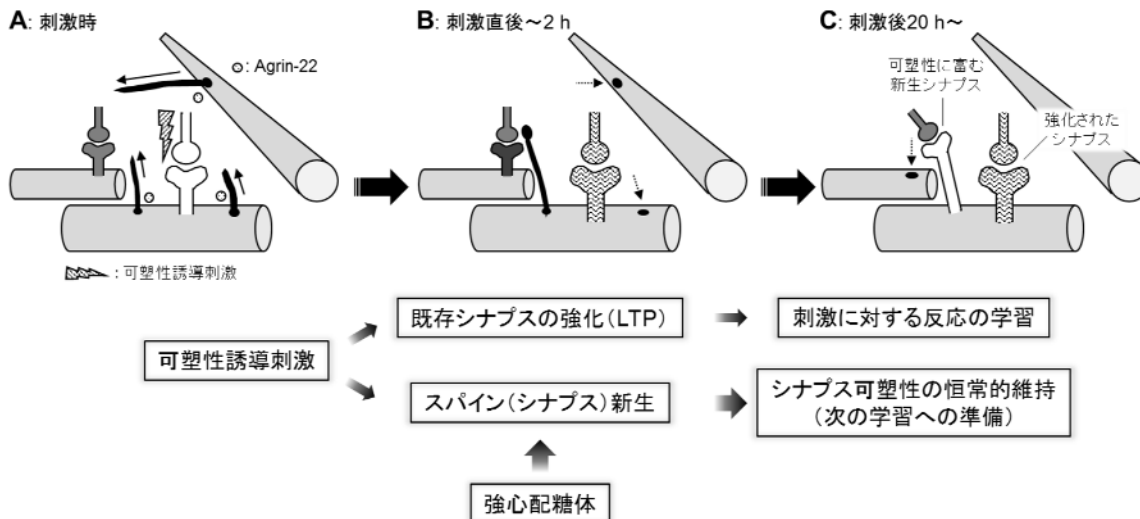 A: 刺激時
B: 刺激直後～2 h
C: 刺激後20 h～
: Agrin-22
可塑性に富む
新生シナプス
強化された
シナプス
: 可塑性誘導刺激
既存シナプスの強化(LTP)
刺激に対する反応の学習
可塑性誘導刺激
スパイン(シナプス)新生
シナプス可塑性の恒常的維持
(次の学習への準備)
強心配糖体